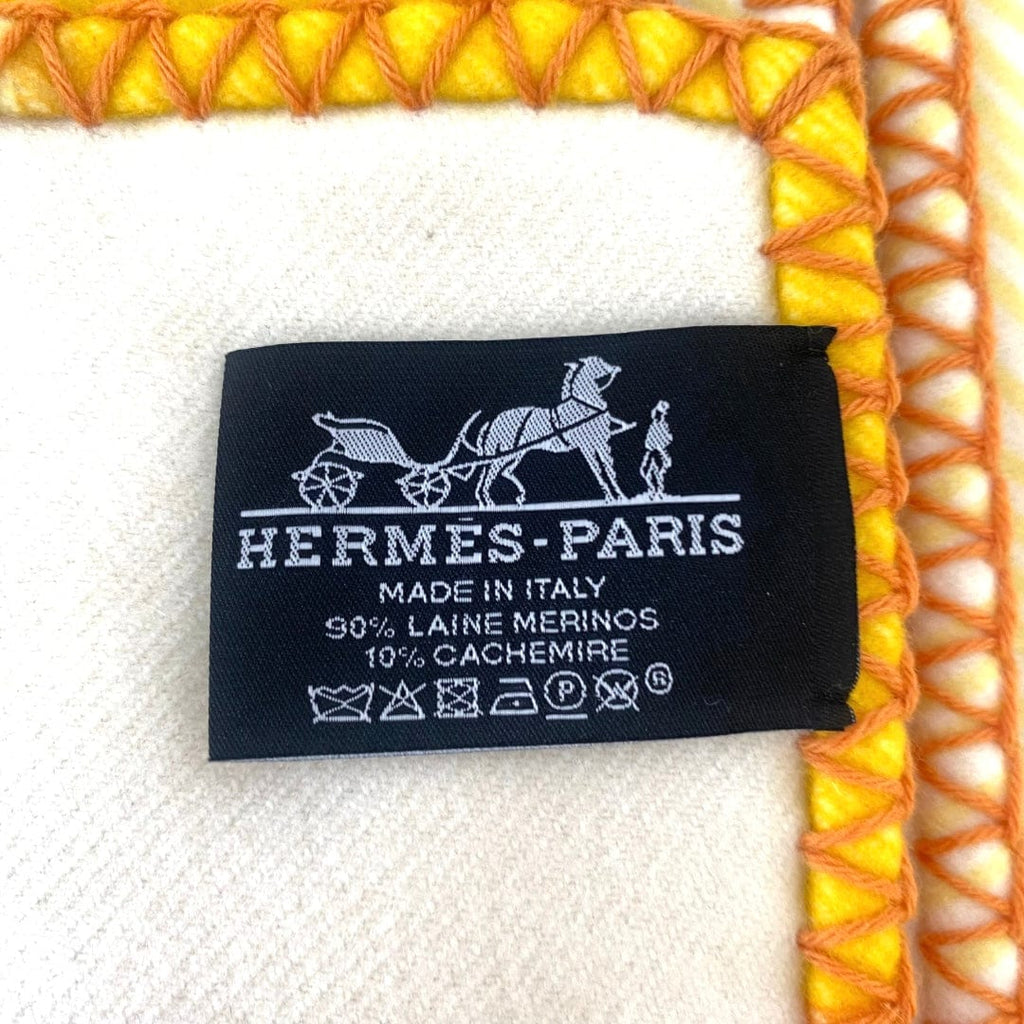 HERMÈS-PARIS
MADE IN ITALY
90% LAINE MERINOS
10% CACHEMIRE
P W ®